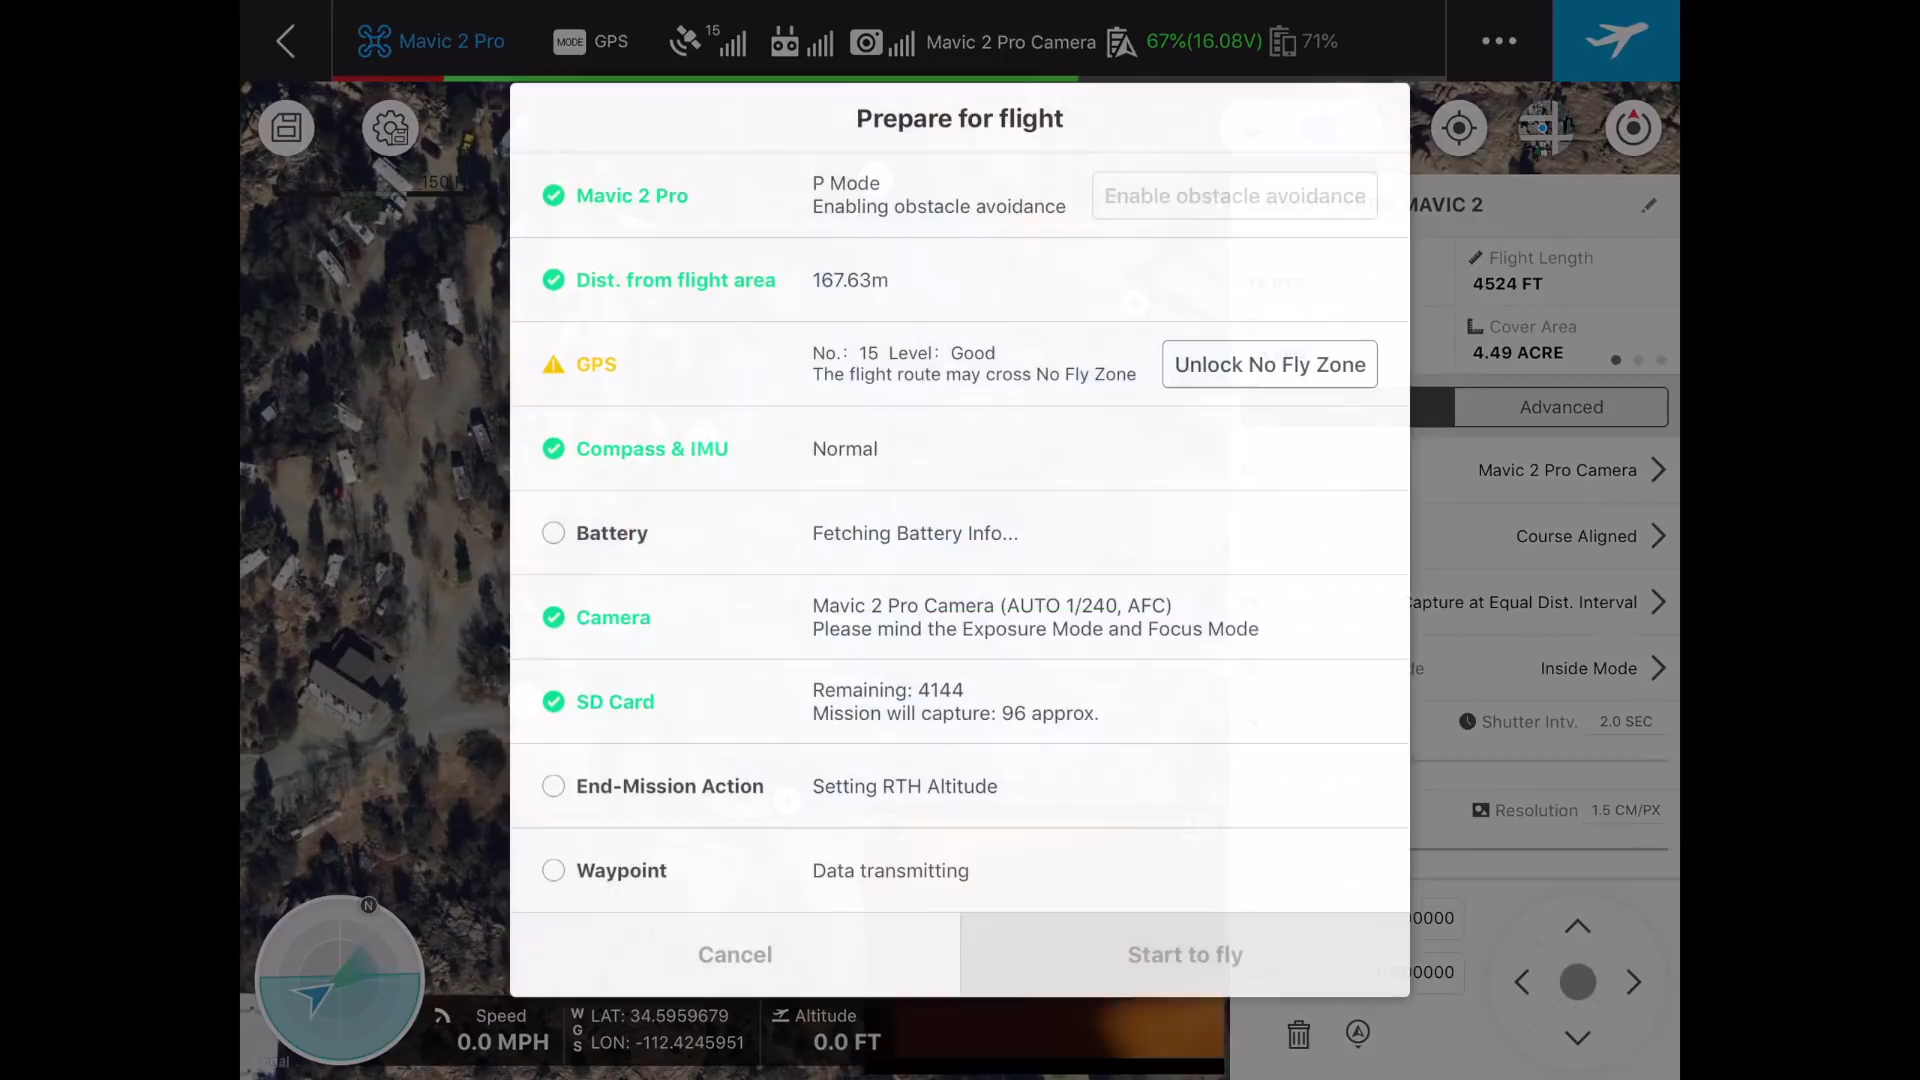 Mavic 2 Pro
MODE GPS
15
Mavic 2 Pro Camera
67%(16.08V)
71%
Prepare for flight
Mavic 2 Pro
P Mode
Enabling obstacle avoidance
Enable obstacle avoidance
Dist. from flight area
167.63m
GPS
No.: 15 Level: Good
The flight route may cross No Fly Zone
Unlock No Fly Zone
Compass & IMU
Normal
Battery
Fetching Battery Info...
Camera
Mavic 2 Pro Camera (AUTO 1/240, AFC)
Please mind the Exposure Mode and Focus Mode
SD Card
Remaining: 4144
Mission will capture: 96 approx.
End-Mission Action
Setting RTH Altitude
Waypoint
Data transmitting
Cancel
Start to fly
150
MAVIC 2
Flight Length
4524 FT
Cover Area
4.49 ACRE
Advanced
Mavic 2 Pro Camera
Course Aligned
Capture at Equal Dist. Interval
Inside Mode
Shutter Intv. 2.0 SEC
Resolution 1.5 CM/PX
N
Speed
0.0 MPH
WGS
LAT: 34.5959679
LON: -112.4245951
Altitude
0.0 FT